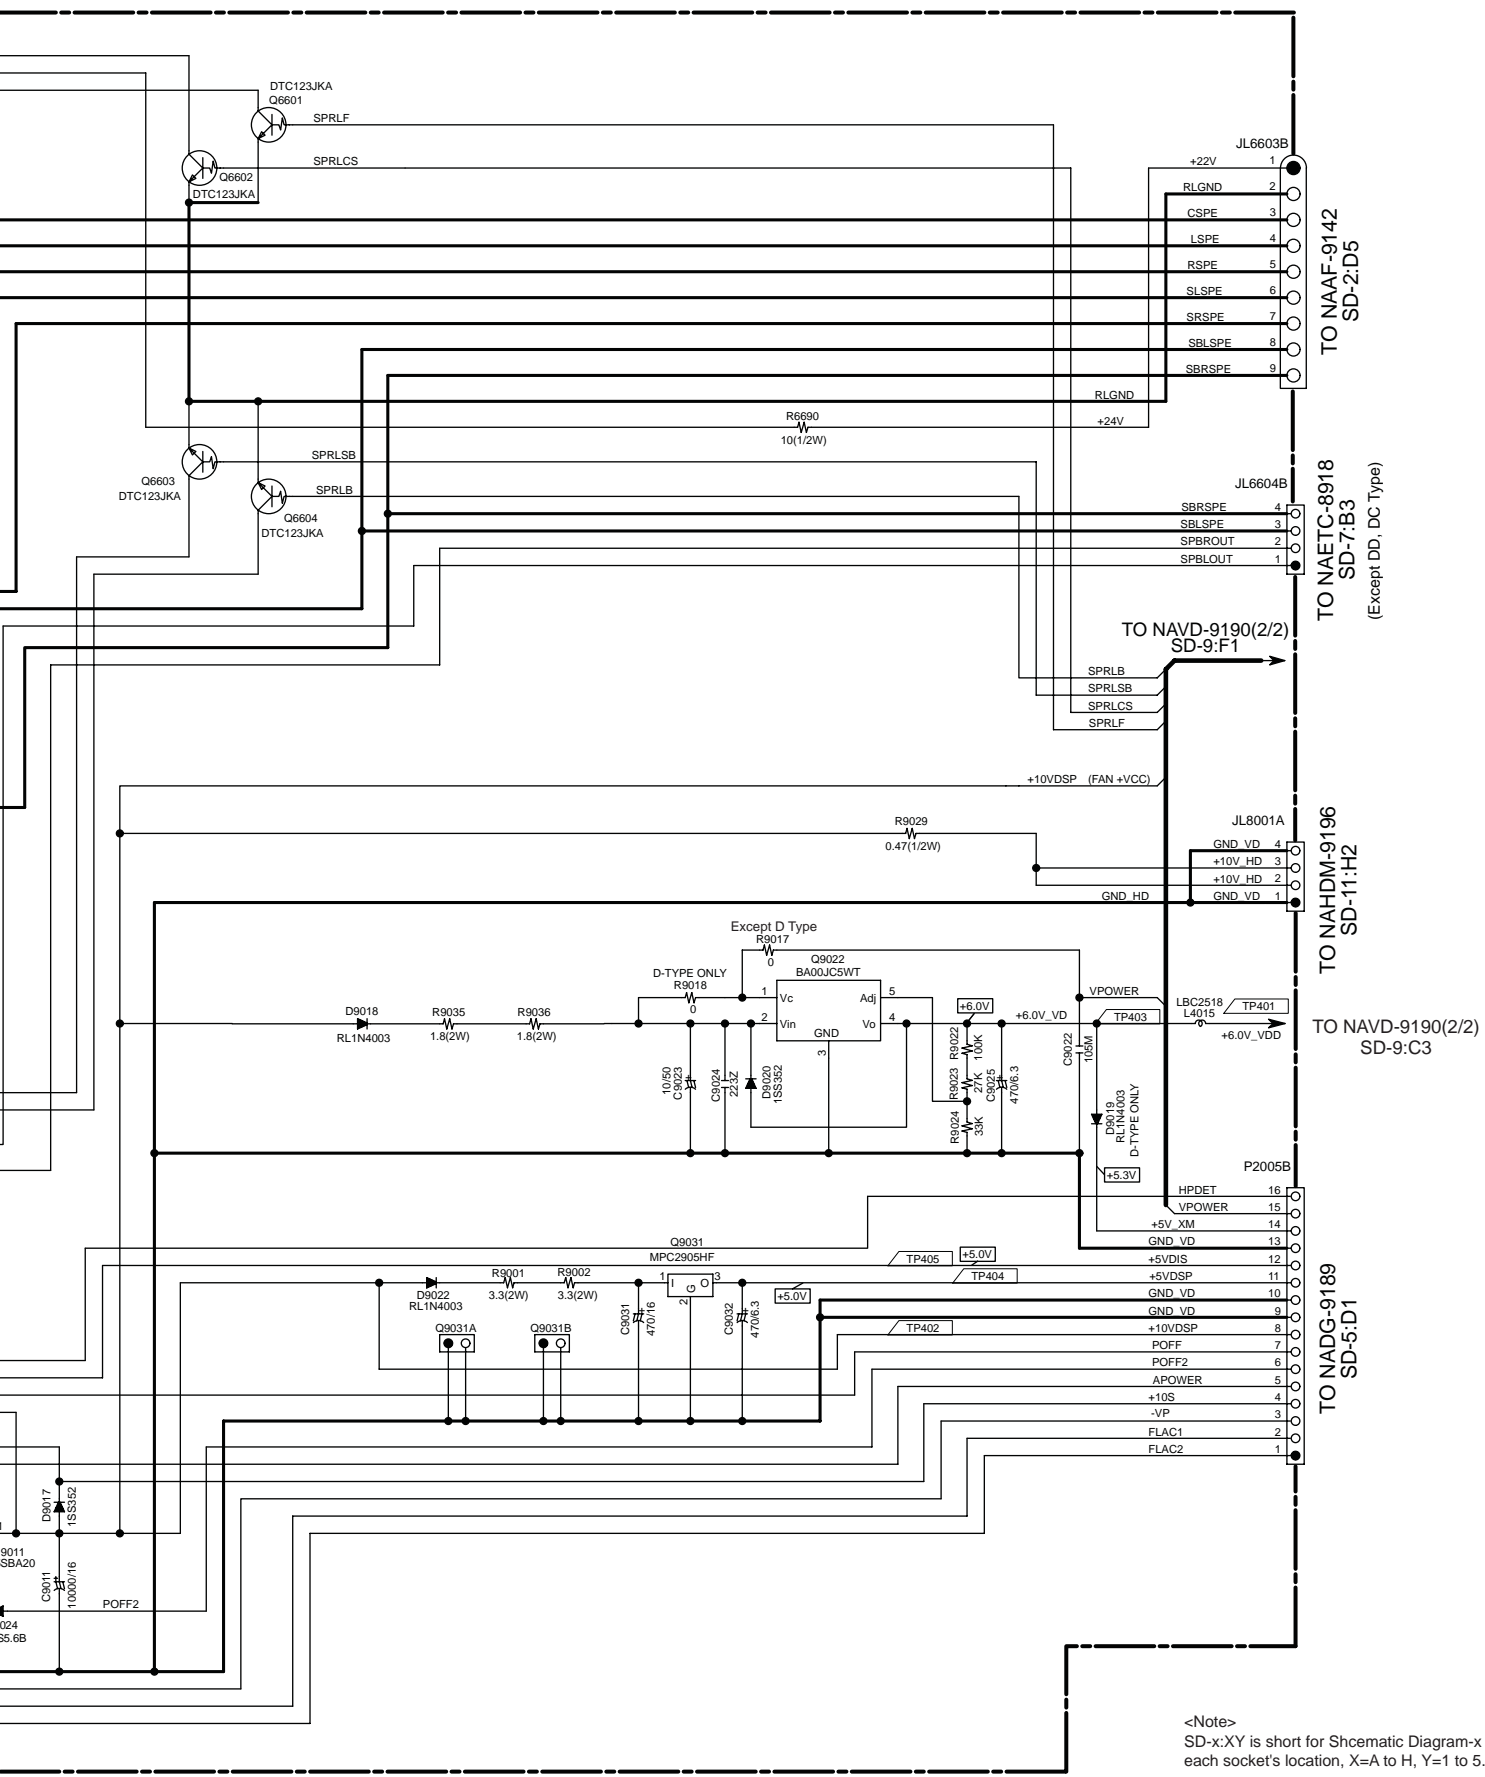 DTC123JKA
Q6601
SPRLF
SPRLCS
Q6602
DTC123JKA
JL6603B
+22V 1
RLGND 2
CSPE 3
LSPE 4
RSPE 5
SLSPE 6
SRSPE 7
SBLSPE 8
SBRSPE 9
TO NAAF-9142
SD-2:D5
RLGND
R6690
10(1/2W)
+24V
SPRLSB
Q6603
DTC123JKA
SPRLB
Q6604
DTC123JKA
JL6604B
SBRSPE 4
SBLSPE 3
SPBROUT 2
SPBLOUT 1
TO NAETC-8918
SD-7:B3
(Except DD, DC Type)
TO NAVD-9190(2/2)
SD-9:F1
SPRLB
SPRLSB
SPRLCS
SPRLF
+10VDSP (FAN +VCC)
R9029
0.47(1/2W)
JL8001A
GND_VD 4
+10V_HD 3
+10V_HD 2
GND_HD GND_VD 1
TO NAHDM-9196
SD-11:H2
Except D Type
R9017
0
D-TYPE ONLY
R9018
0
Q9022
BA00JC5WT
1 Vc Adj 5
2 Vin Vo 4
GND
3
D9018
RL1N4003
R9035
1.8(2W)
R9036
1.8(2W)
10/50
C9023
C9024
223Z
D9020
1SS352
+6.0V
R9022
100K
R9023
27K
R9024
33K
C9025
470/6.3
+6.0V_VD
C9022
105M
VPOWER
TP403
LBC2518
L4015
TP401
+6.0V_VDD
TO NAVD-9190(2/2)
SD-9:C3
D9019
RL1N4003
D-TYPE ONLY
+5.3V
P2005B
HPDET 16
VPOWER 15
+5V_XM 14
GND_VD 13
+5VDIS 12
+5VDSP 11
GND_VD 10
GND_VD 9
+10VDSP 8
POFF 7
POFF2 6
APOWER 5
+10S 4
-VP 3
FLAC1 2
FLAC2 1
TO NADG-9189
SD-5:D1
Q9031
MPC2905HF
1 I G O 3
2
TP405
+5.0V
TP404
+5.0V
TP402
D9022
RL1N4003
R9001
3.3(2W)
R9002
3.3(2W)
C9031
470/16
C9032
470/6.3
Q9031A
Q9031B
D9017
1SS352
9011
SBA20
C9011
10000/16
POFF2
024
S5.6B
<Note>
SD-x:XY is short for Shcematic Diagram-x
each socket's location, X=A to H, Y=1 to 5.